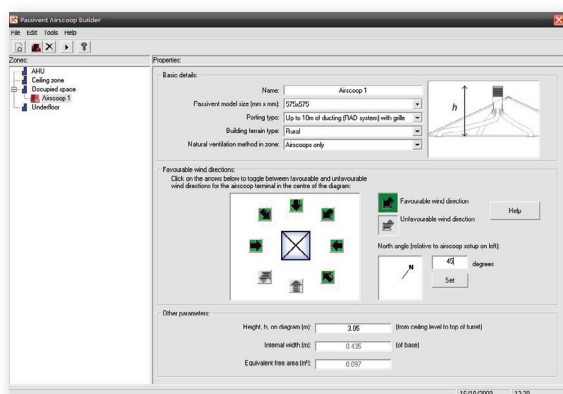 Passivent Airscoop Builder
File Edit Tools Help
Zones:
AHU
Ceiling zone
Occupied space
Airscoop 1
Underfloor
Properties:
Basic details:
Name: Airscoop 1
Passivent model size (mm x mm): 575x575
Porting type: Up to 10m of ducting (RAD system) with grille
Building terrain type: Rural
Natural ventilation method in zone: Airscoops only
h
Favourable wind directions:
Click on the arrows below to toggle between favourable and unfavourable
wind directions for the airscoop terminal in the centre of the diagram:
Favourable wind direction
Unfavourable wind direction
Help
North angle (relative to airscoop setup on left):
N
45 degrees
Set
Other parameters:
Height, h, on diagram (m): 3.05 (from ceiling level to top of turret)
Internal width (m): 0.435 (of base)
Equivalent free area (m²): 0.097
16/10/2009 12:20